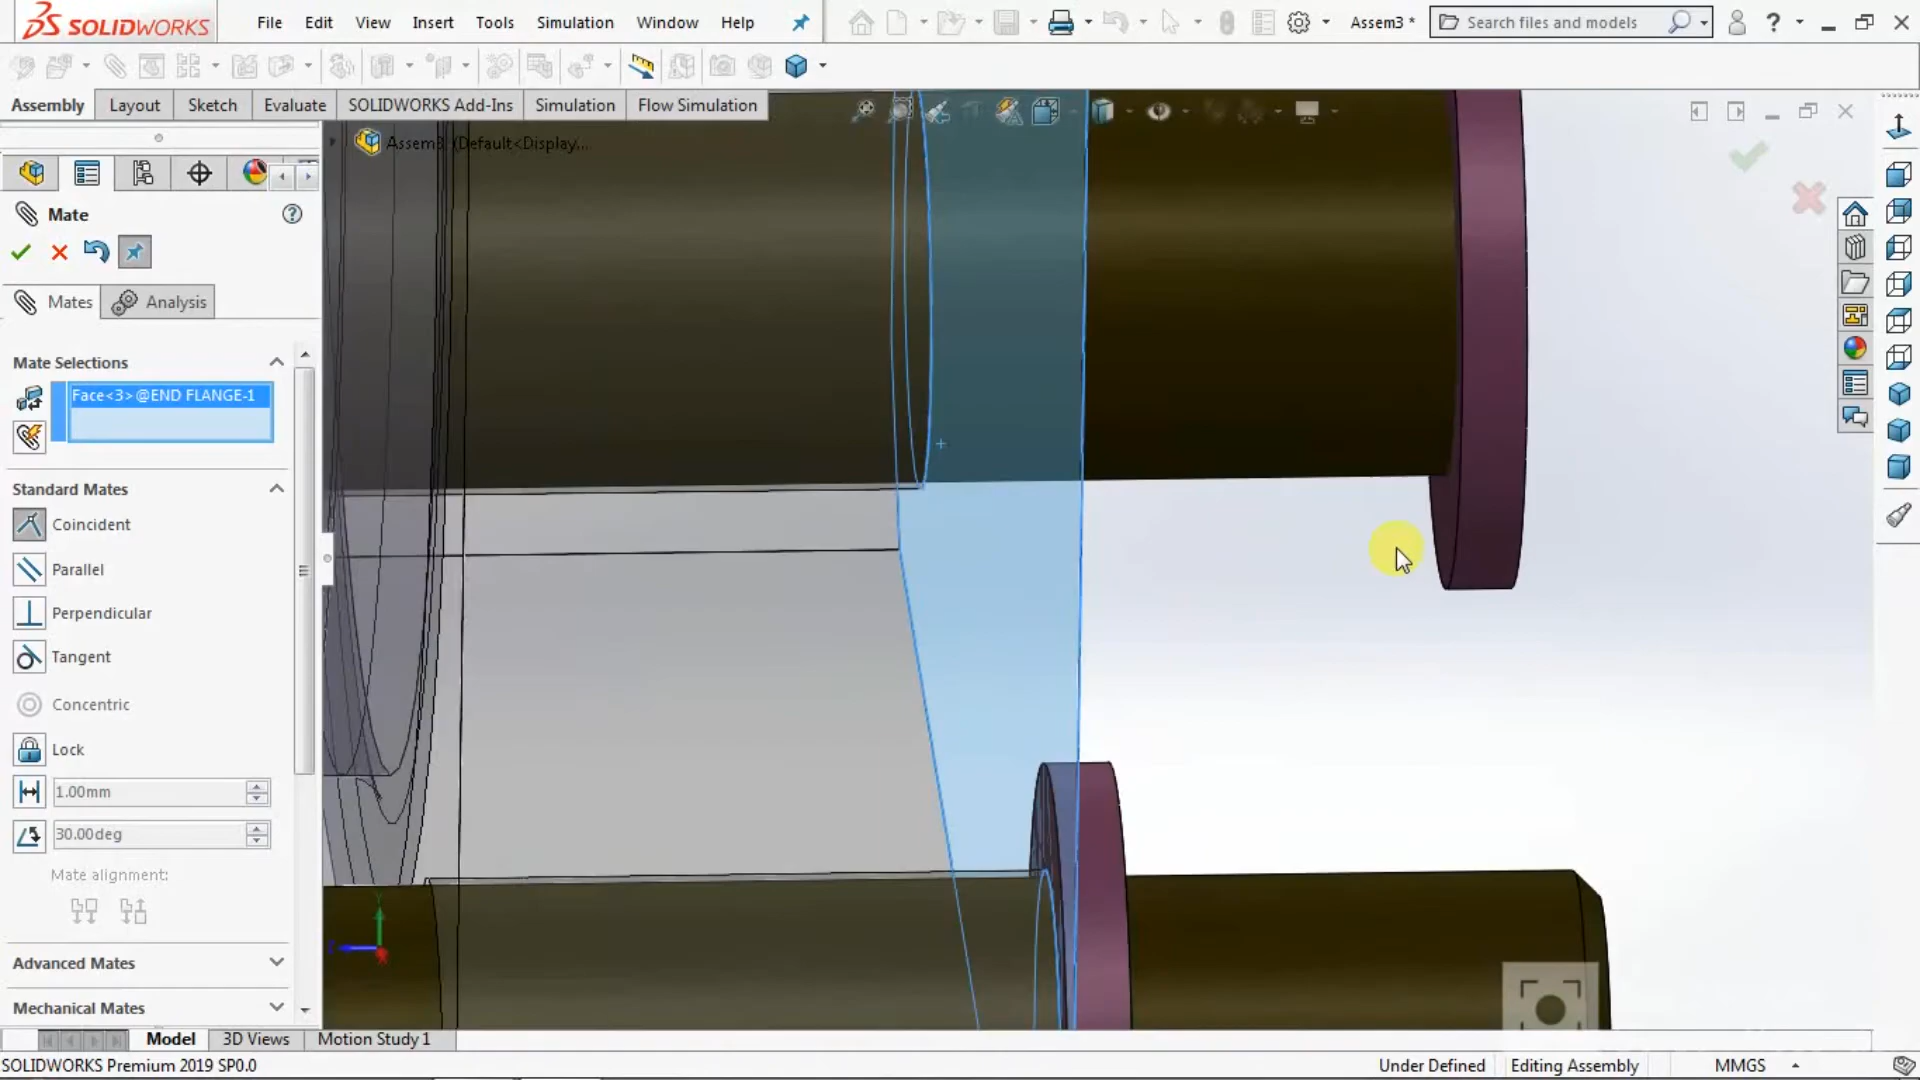 SOLIDWORKS
File Edit View Insert Tools Simulation Window Help
Assem3 *
Search files and models
?
Assembly Layout Sketch Evaluate SOLIDWORKS Add-Ins Simulation Flow Simulation
Assem3 (Default<Display...
Mate
?
Mates
Analysis
Mate Selections
Face<3>@END FLANGE-1
Standard Mates
Coincident
Parallel
Perpendicular
Tangent
Concentric
Lock
1.00mm
30.00deg
Mate alignment:
Advanced Mates
Mechanical Mates
Model 3D Views Motion Study 1
SOLIDWORKS Premium 2019 SP0.0
Under Defined
Editing Assembly
MMGS